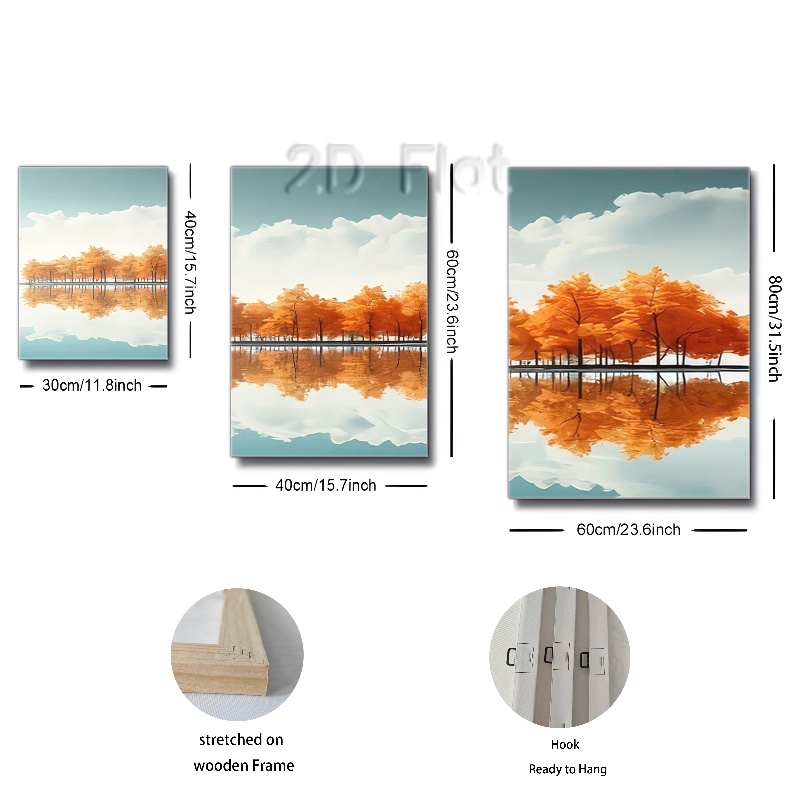 2D Flat
40cm/15.7inch
60cm/23.6inch
80cm/31.5inch
30cm/11.8inch
40cm/15.7inch
60cm/23.6inch
stretched on
wooden Frame
Hook
Ready to Hang